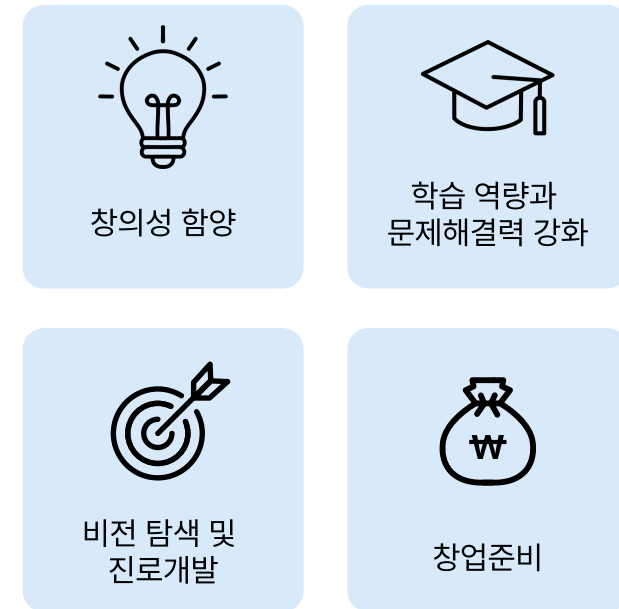 창의성 함양
학습 역량과
문제해결력 강화
비전 탐색 및
진로개발
₩
창업준비